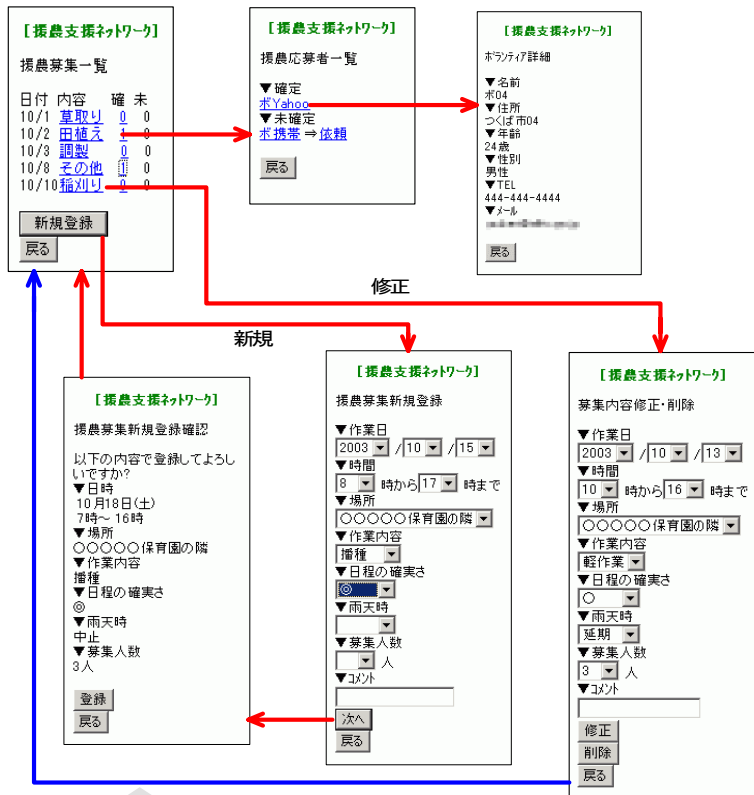 [援農支援ネットワーク]
援農募集一覧
日付 内容 確 未
10/1 草取り 0 0
10/2 田植え 1 0
10/3 調製 0 0
10/8 その他 1 0
10/10稲刈り 0 0
新規登録
戻る
[援農支援ネットワーク]
援農応募者一覧
▼確定
ボYahoo
▼未確定
ボ携帯 ⇒依頼
戻る
[援農支援ネットワーク]
ボランティア詳細
▼名前
ボ04
▼住所
つくば市04
▼年齢
24歳
▼性別
男性
▼TEL
444-444-4444
▼メール
戻る
修正
新規
[援農支援ネットワーク]
援農募集新規登録確認
以下の内容で登録してよろし
いですか?
▼日時
10月18日(土)
7時～ 16時
▼場所
○○○○○保育園の隣
▼作業内容
播種
▼日程の確実さ
◎
▼雨天時
中止
▼募集人数
3人
登録
戻る
[援農支援ネットワーク]
援農募集新規登録
▼作業日
2003 /10 /15
▼時間
8 時から17 時まで
▼場所
○○○○○保育園の隣
▼作業内容
播種
▼日程の確実さ
◎
▼雨天時
▼募集人数
人
▼コメント
次へ
戻る
[援農支援ネットワーク]
募集内容修正・削除
▼作業日
2003 /10 /13
▼時間
10 時から16 時まで
▼場所
○○○○○保育園の隣
▼作業内容
軽作業
▼日程の確実さ
○
▼雨天時
延期
▼募集人数
3 人
▼コメント
修正
削除
戻る